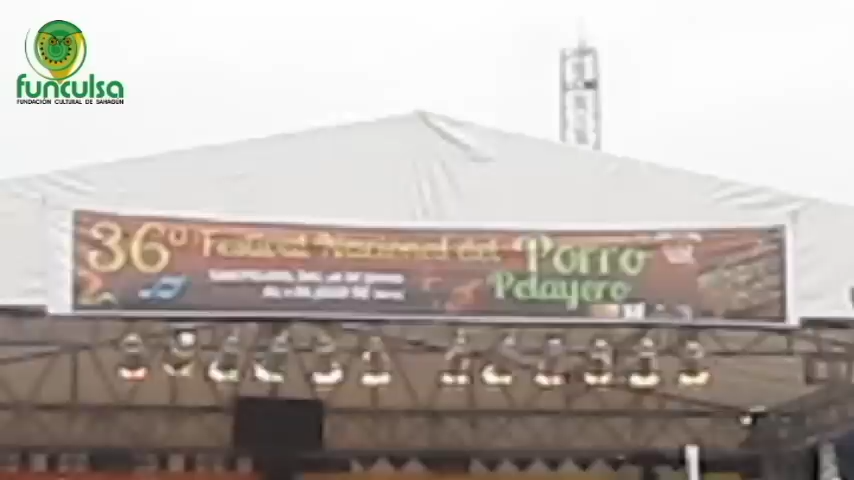 funculsa
FUNDACIÓN CULTURAL DE SAHAGÚN
36º Festival Nacional del Porro
Pelayero